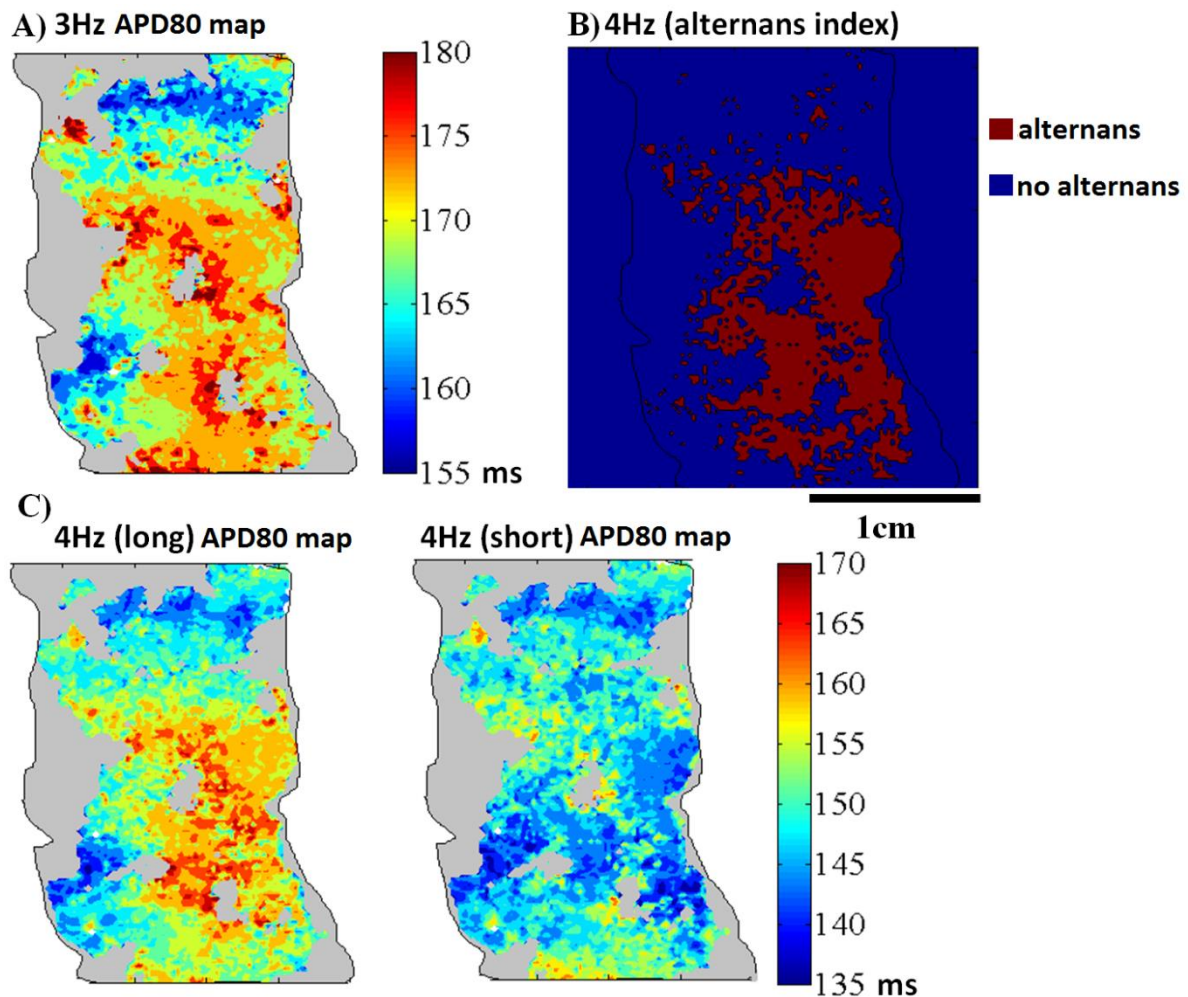 A) 3Hz APD80 map
180
175
170
165
160
155 ms
B) 4Hz (alternans index)
alternans
no alternans
1cm
C)
4Hz (long) APD80 map
4Hz (short) APD80 map
170
165
160
155
150
145
140
135 ms